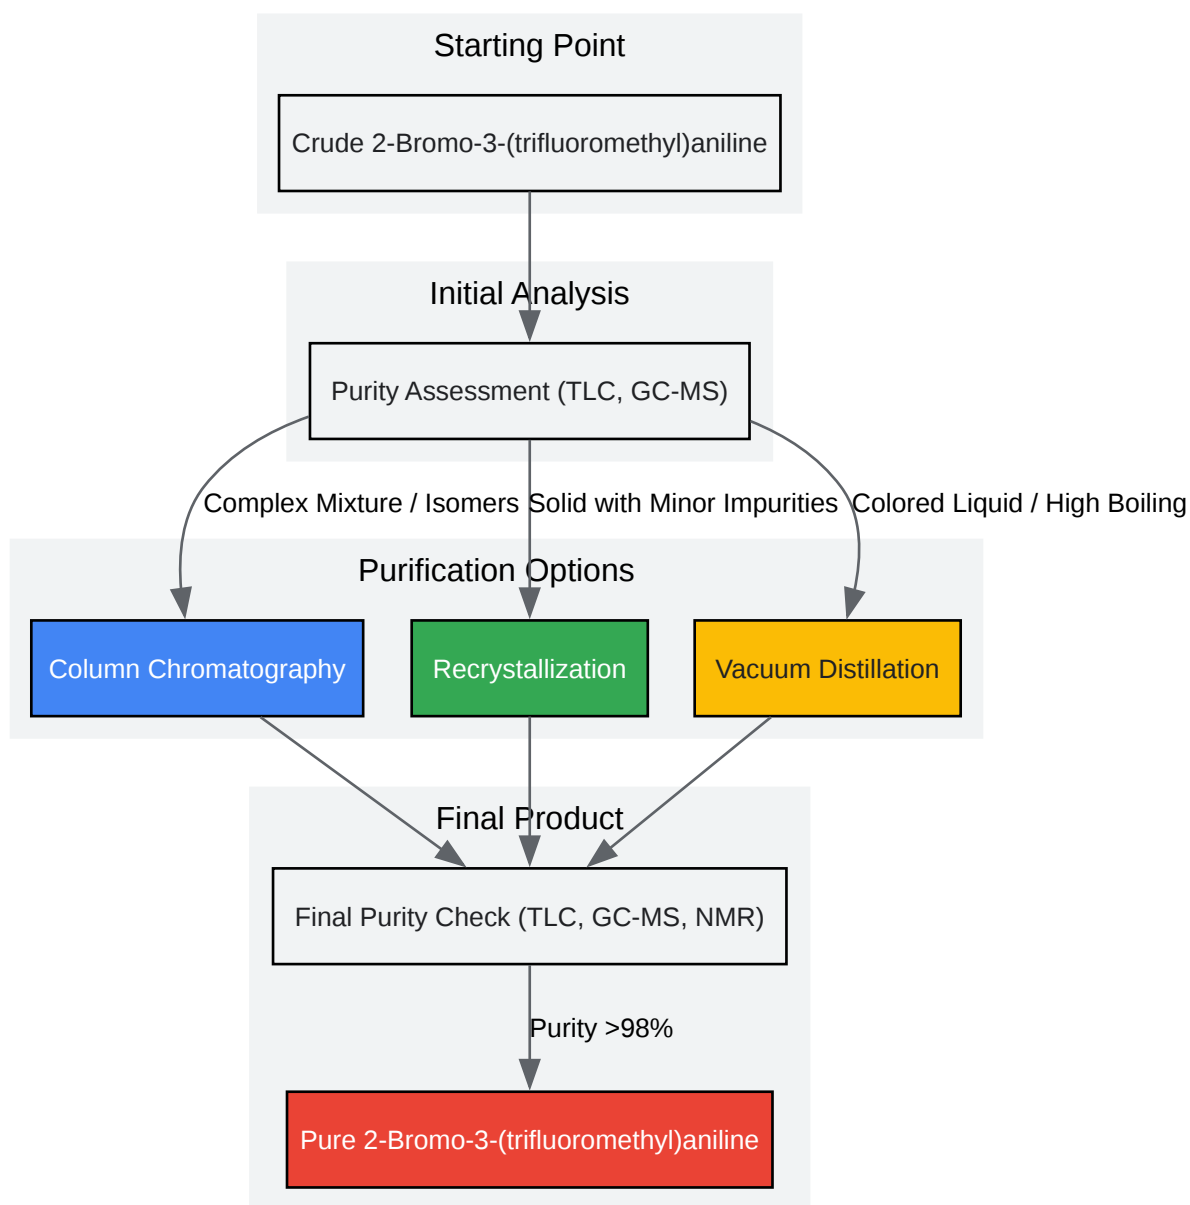 Starting Point
Crude 2-Bromo-3-(trifluoromethyl)aniline
Initial Analysis
Purity Assessment (TLC, GC-MS)
Complex Mixture / Isomers
Solid with Minor Impurities
Colored Liquid / High Boiling
Purification Options
Column Chromatography
Recrystallization
Vacuum Distillation
Final Product
Final Purity Check (TLC, GC-MS, NMR)
Purity >98%
Pure 2-Bromo-3-(trifluoromethyl)aniline